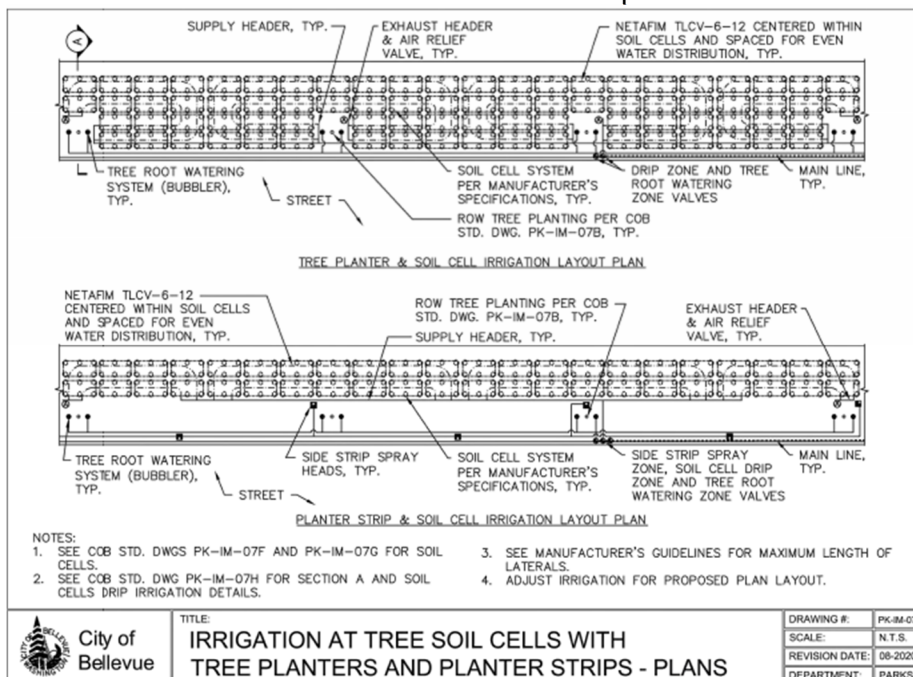 SUPPLY HEADER, TYP.
EXHAUST HEADER
& AIR RELIEF
VALVE, TYP.
NETAFIM TLCV-6-12 CENTERED WITHIN
SOIL CELLS AND SPACED FOR EVEN
WATER DISTRIBUTION, TYP.
A
TREE ROOT WATERING
SYSTEM (BUBBLER),
TYP.
STREET
SOIL CELL SYSTEM
PER MANUFACTURER'S
SPECIFICATIONS, TYP.
ROW TREE PLANTING PER COB
STD. DWG. PK-IM-07B, TYP.
DRIP ZONE AND TREE
ROOT WATERING
ZONE VALVES
MAIN LINE,
TYP.
TREE PLANTER & SOIL CELL IRRIGATION LAYOUT PLAN
NETAFIM TLCV-6-12
CENTERED WITHIN SOIL CELLS
AND SPACED FOR EVEN
WATER DISTRIBUTION, TYP.
ROW TREE PLANTING PER COB
STD. DWG. PK-IM-07B, TYP.
SUPPLY HEADER, TYP.
EXHAUST HEADER
& AIR RELIEF
VALVE, TYP.
TREE ROOT WATERING
SYSTEM (BUBBLER),
TYP.
STREET
SIDE STRIP SPRAY
HEADS, TYP.
SOIL CELL SYSTEM
PER MANUFACTURER'S
SPECIFICATIONS, TYP.
SIDE STRIP SPRAY
ZONE, SOIL CELL DRIP
ZONE AND TREE ROOT
WATERING ZONE VALVES
MAIN LINE,
TYP.
PLANTER STRIP & SOIL CELL IRRIGATION LAYOUT PLAN
NOTES:
1. SEE COB STD. DWGS PK-IM-07F AND PK-IM-07G FOR SOIL
CELLS.
2. SEE COB STD. DWG PK-IM-07H FOR SECTION A AND SOIL
CELLS DRIP IRRIGATION DETAILS.
3. SEE MANUFACTURER'S GUIDELINES FOR MAXIMUM LENGTH OF
LATERALS.
4. ADJUST IRRIGATION FOR PROPOSED PLAN LAYOUT.
CITY OF BELLEVUE
WASHINGTON
City of
Bellevue
TITLE:
IRRIGATION AT TREE SOIL CELLS WITH
TREE PLANTERS AND PLANTER STRIPS - PLANS
DRAWING #: PK-IM-07
SCALE: N.T.S.
REVISION DATE: 08-2020
DEPARTMENT: PARKS